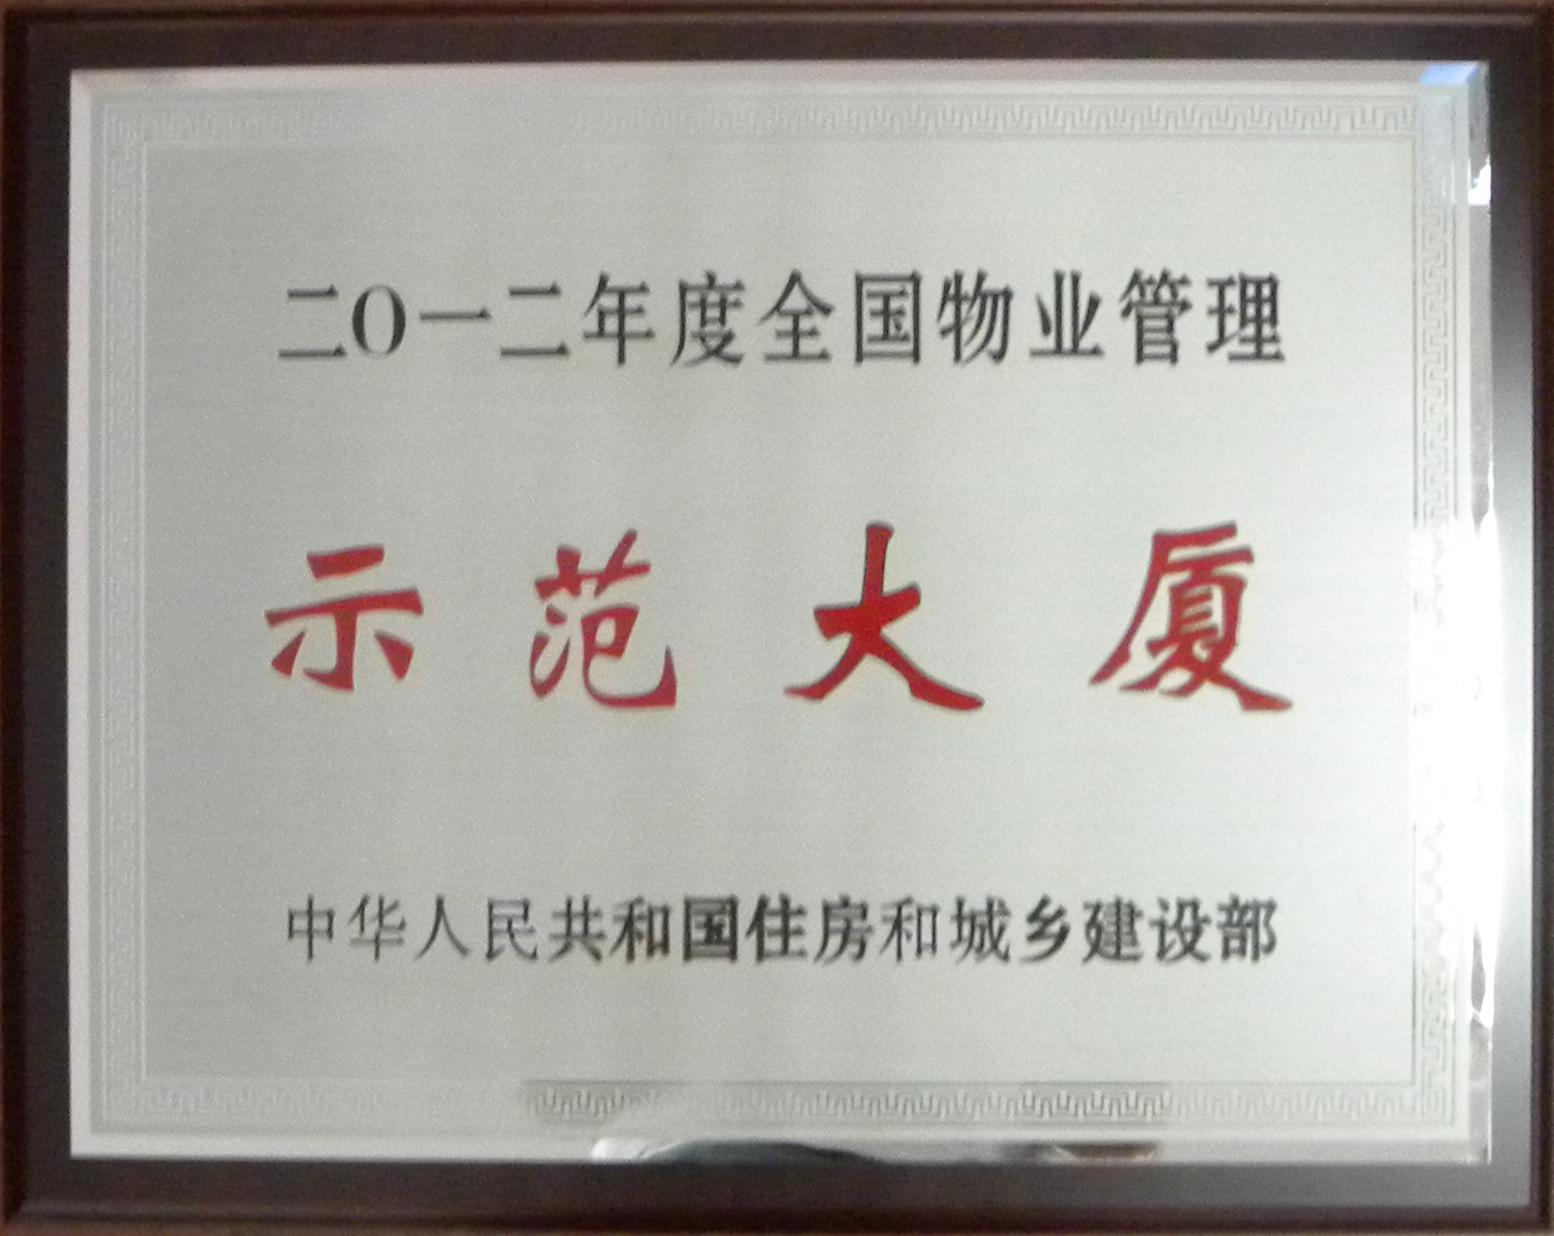 二〇一二年度全国物业管理
示范大厦
中华人民共和国住房和城乡建设部